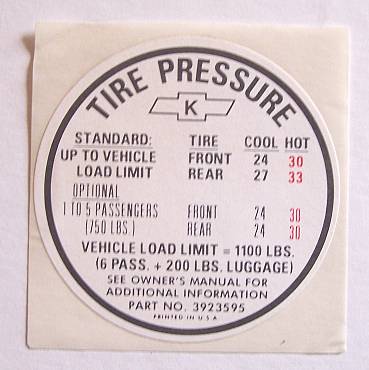 TIRE PRESSURE
K
STANDARD: TIRE COOL HOT
UP TO VEHICLE FRONT 24 30
LOAD LIMIT REAR 27 33
OPTIONAL
1 TO 5 PASSENGERS FRONT 24 30
(750 LBS.) REAR 24 30
VEHICLE LOAD LIMIT = 1100 LBS.
(6 PASS. + 200 LBS. LUGGAGE)
SEE OWNER'S MANUAL FOR
ADDITIONAL INFORMATION
PART NO. 3923595
PRINTED IN U.S.A